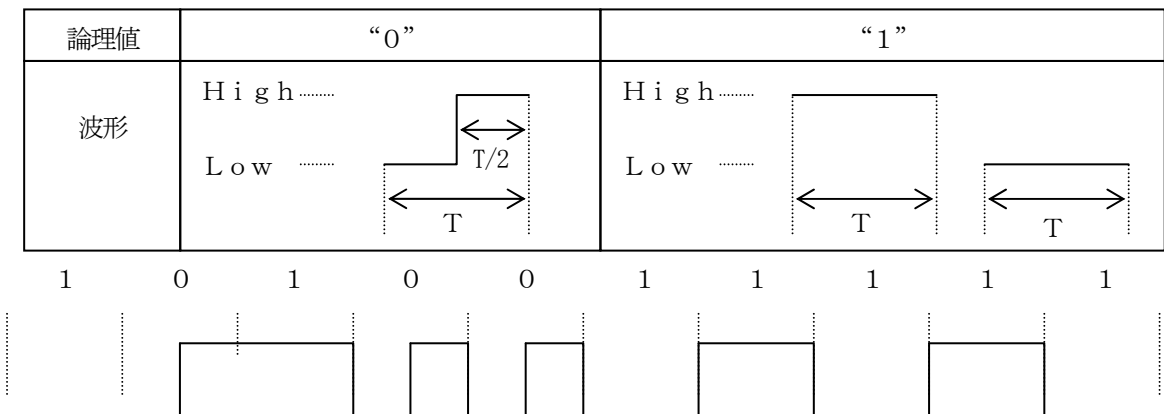 論理値 “0” “1”
Ｈｉｇｈ Ｈｉｇｈ
波形
T/2
Ｌｏｗ Ｌｏｗ
Ｔ Ｔ Ｔ
１ ０ １ ０ ０ １ １ １ １ １